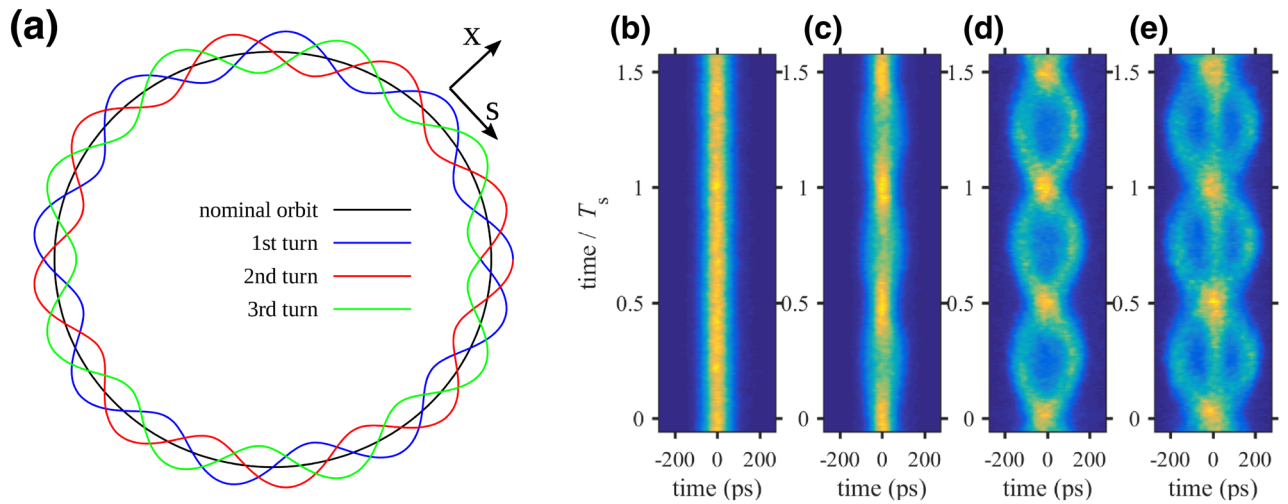 (a)
X
S
nominal orbit
1st turn
2nd turn
3rd turn
(b) (c) (d) (e)
time / Ts
1.5 1.5 1.5 1.5
1 1 1 1
0.5 0.5 0.5 0.5
0 0 0 0
-200 0 200 -200 0 200 -200 0 200 -200 0 200
time (ps) time (ps) time (ps) time (ps)